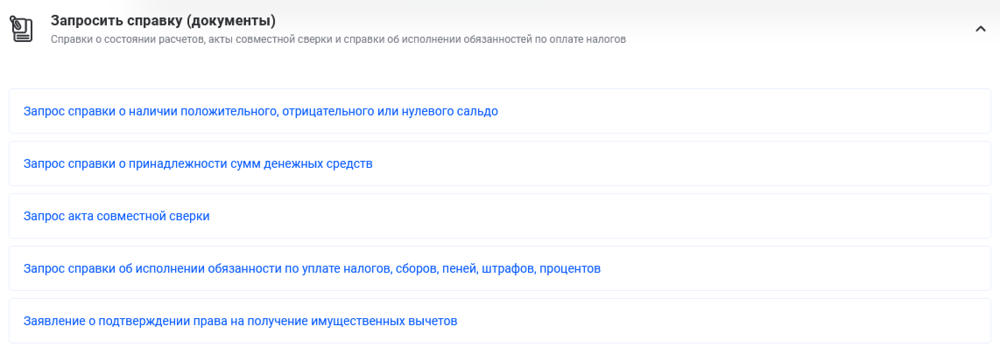 Запросить справку (документы)
Справки о состоянии расчетов, акты совместной сверки и справки об исполнении обязанностей по оплате налогов
Запрос справки о наличии положительного, отрицательного или нулевого сальдо
Запрос справки о принадлежности сумм денежных средств
Запрос акта совместной сверки
Запрос справки об исполнении обязанности по уплате налогов, сборов, пеней, штрафов, процентов
Заявление о подтверждении права на получение имущественных вычетов